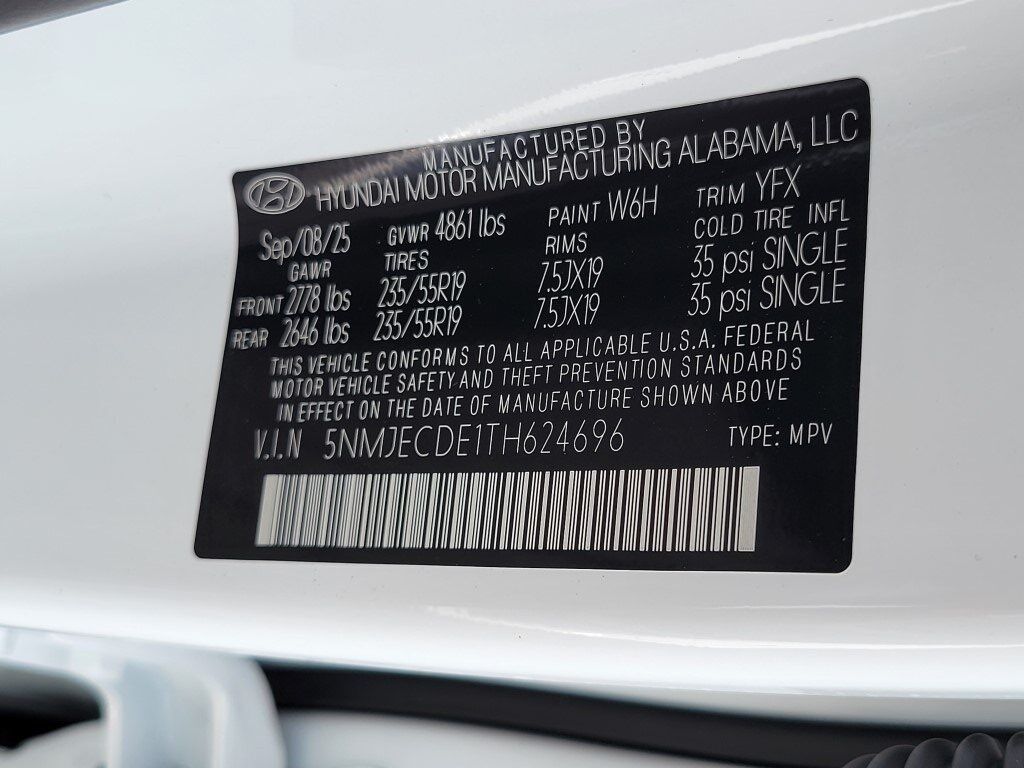 MANUFACTURED BY
HYUNDAI MOTOR MANUFACTURING ALABAMA, LLC
Sep/08/25 GVWR 4861 lbs PAINT W6H TRIM YFX
GAWR TIRES RIMS COLD TIRE INFL
FRONT 2778 lbs 235/55R19 7.5JX19 35 psi SINGLE
REAR 2646 lbs 235/55R19 7.5JX19 35 psi SINGLE
THIS VEHICLE CONFORMS TO ALL APPLICABLE U.S.A. FEDERAL
MOTOR VEHICLE SAFETY AND THEFT PREVENTION STANDARDS
IN EFFECT ON THE DATE OF MANUFACTURE SHOWN ABOVE
V.I.N 5NMJECDE1TH624696 TYPE: MPV